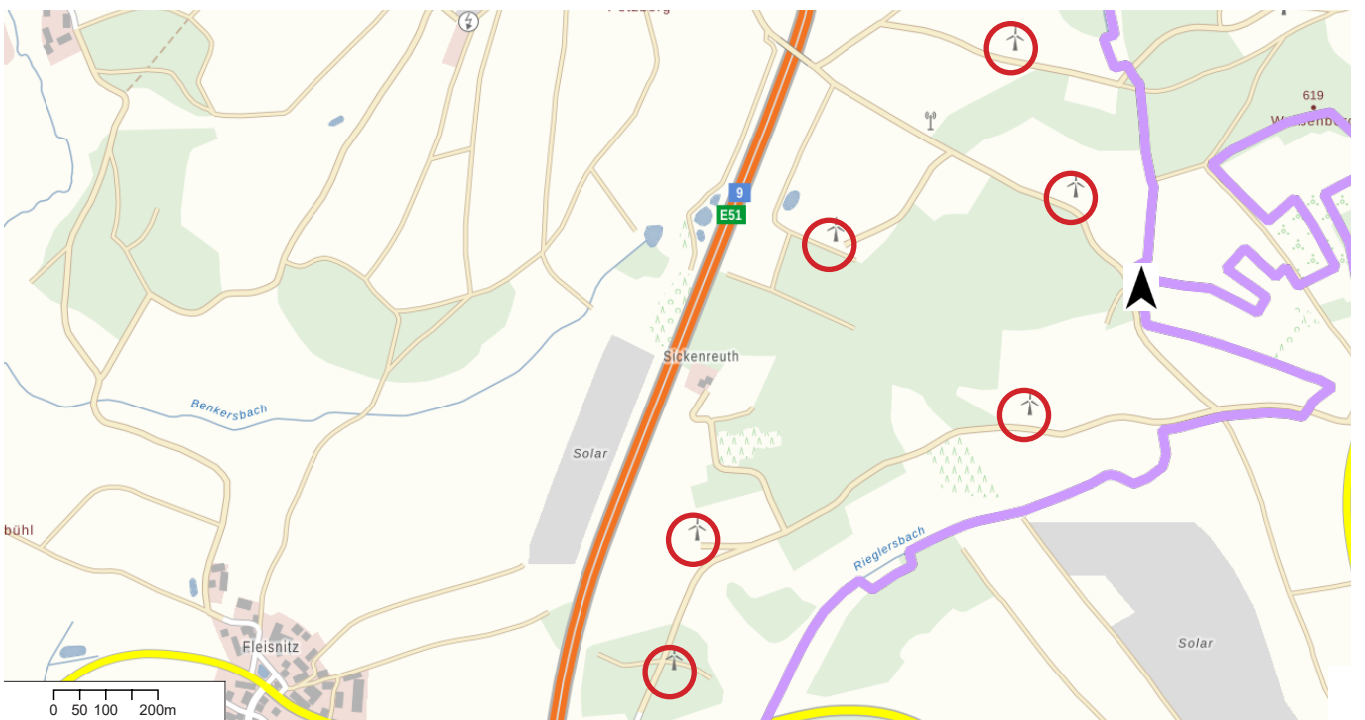 619
9
E51
Sickenreuth
Benkersbach
Solar
bühl
Rieglersbach
Fleisnitz
Solar
0 50 100 200m